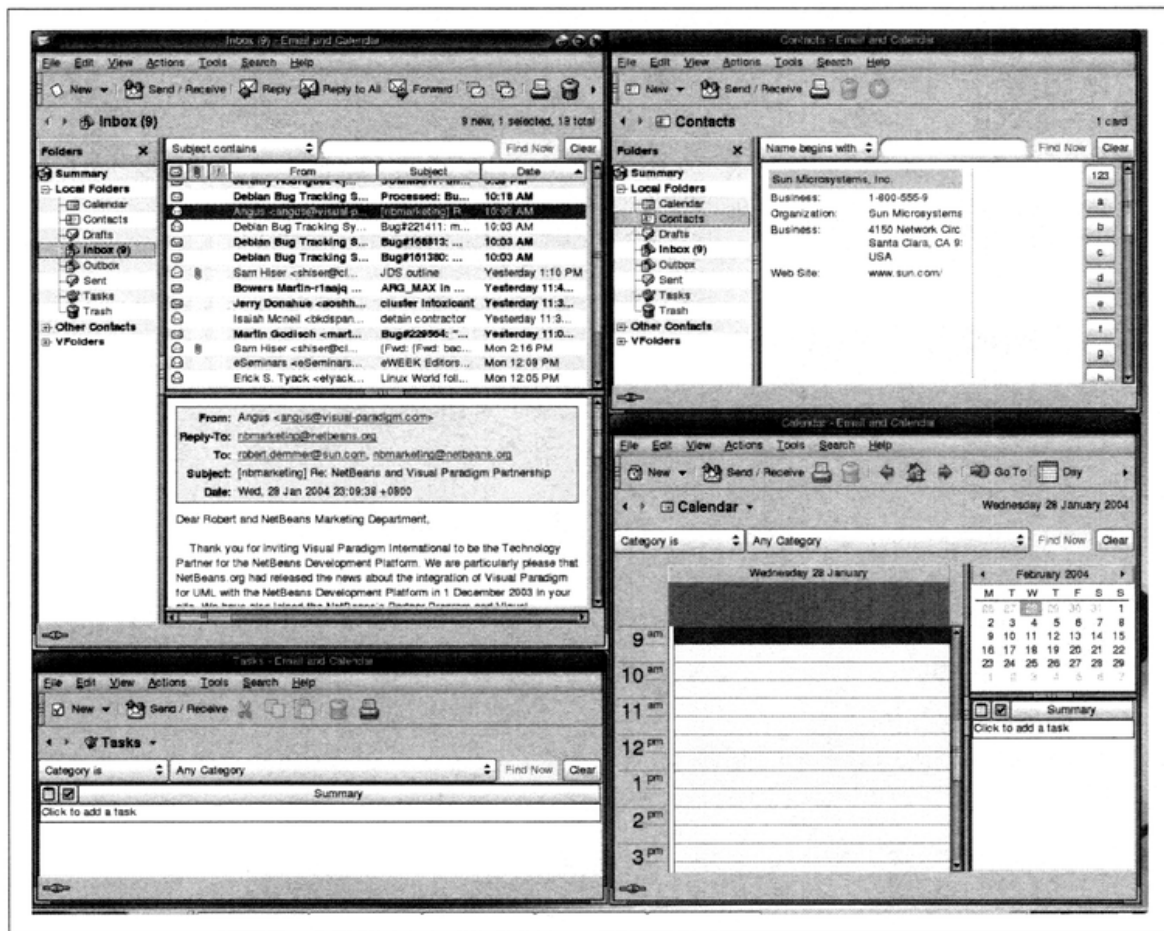 Inbox (9) - Email and Calendar
File Edit View Actions Tools Search Help
New Send / Receive Reply Reply to All Forward
Inbox (9) 9 new, 1 selected, total
Folders
Summary
Local Folders
Calendar
Contacts
Drafts
Inbox (9)
Outbox
Sent
Tasks
Trash
Other Contacts
VFolders
Subject contains Find Now Clear
From Subject Date
Debian Bug Tracking S... Processed: Bu... 10:18 AM
Angus <angus@visual-p... [nbmarketing] R... AM
Debian Bug Tracking Sy... Bug#221411: m... 10:03 AM
Debian Bug Tracking S... Bug#168813: ... 10:03 AM
Debian Bug Tracking S... Bug#161380: ... 10:03 AM
Sam Hiser <shiser@cl... JDS outline Yesterday 1:10 PM
Bowers ARG_MAX in ... Yesterday 11:4...
Jerry Donahue <aoshh... cluster intoxicant Yesterday 11:3...
Isaiah Mcneil <bkdspan... detain contractor Yesterday 11:3...
Martin Godisch <mart... Bug#229564: "... Yesterday 11:0...
Sam Hiser <shiser@cl... [Fwd: [Fwd: bac... Mon 2:16 PM
eSeminars <eSeminars... eWEEK Editors... Mon 12:09 PM
Erick S. Tyack <etyack... Linux World foll... Mon 12:05 PM
From: Angus <angus@visual-paradigm.com>
Reply-To: nbmarketing@netbeans.org
To: robert.demmer@sun.com, nbmarketing@netbeans.org
Subject: [nbmarketing] Re: NetBeans and Visual Paradigm Partnership
Date: Wed, 28 Jan 2004 23:09:38 +0800
Dear Robert and NetBeans Marketing Department,
Thank you for inviting Visual Paradigm International to be the Technology
Partner for the NetBeans Development Platform. We are particularly please that
NetBeans.org had released the news about the integration of Visual Paradigm
for UML with the NetBeans Development Platform in 1 December 2003 in your
Contacts - Email and Calendar
File Edit View Actions Tools Search Help
New Send / Receive
Contacts 1 card
Folders
Summary
Local Folders
Calendar
Contacts
Drafts
Inbox (9)
Outbox
Sent
Tasks
Trash
Other Contacts
VFolders
Name begins with Find Now Clear
Sun Microsystems, Inc.
Business: 1-800-555-9
Organization: Sun Microsystems
Business: 4150 Network Circ
Santa Clara, CA 9
USA
Web Site: www.sun.com/
123
a
b
c
d
e
f
g
h
Tasks - Email and Calendar
File Edit View Actions Tools Search Help
New Send / Receive
Tasks
Category is Any Category Find Now Clear
Summary
Click to add a task
Calendar - Email and Calendar
File Edit View Actions Tools Search Help
New Send / Receive Go To Day
Calendar Wednesday 28 January 2004
Category is Any Category Find Now Clear
Wednesday 28 January
9 am
10 am
11 am
12 pm
1 pm
2 pm
3 pm
February 2004
M T W T F S S
26 27 28 29 30 31 1
2 3 4 5 6 7 8
9 10 11 12 13 14 15
16 17 18 19 20 21 22
23 24 25 26 27 28 29
1 2 3 4 5 6 7
Summary
Click to add a task